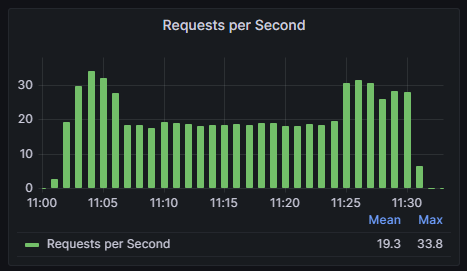 Requests per Second
30
20
10
0
11:00 11:05 11:10 11:15 11:20 11:25 11:30
Mean Max
Requests per Second 19.3 33.8